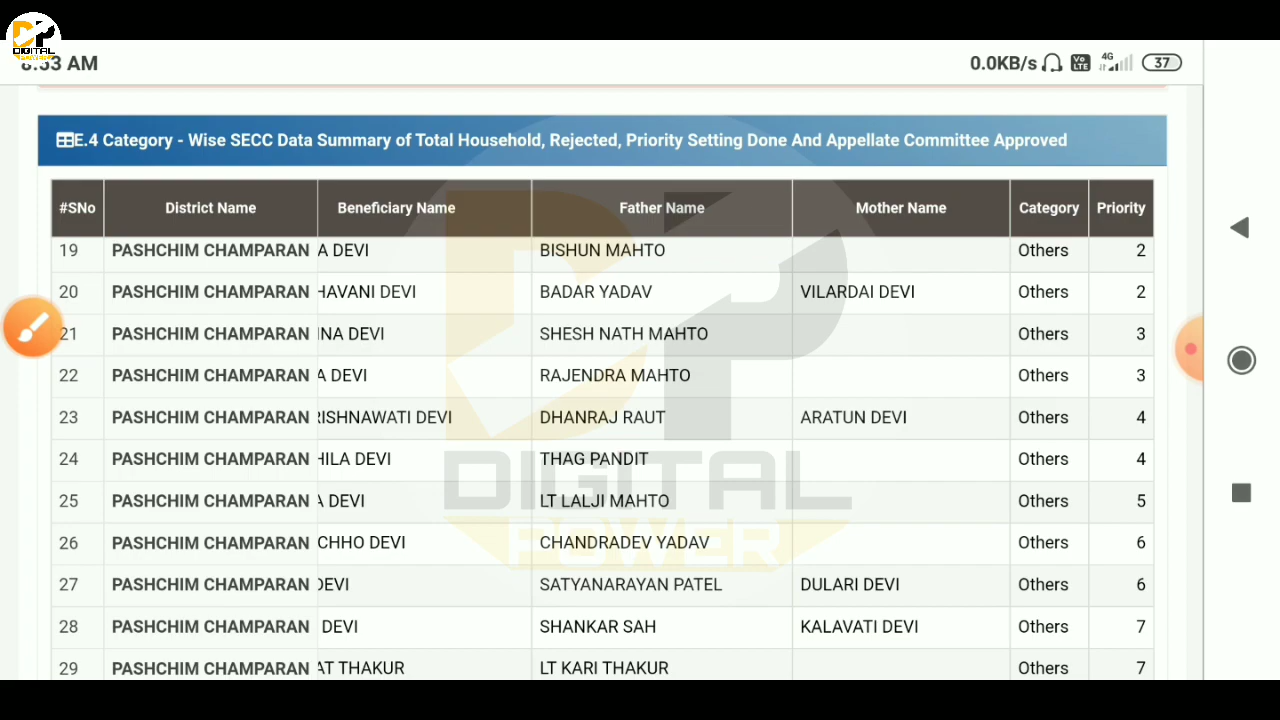 DP
DIGITAL
POWER
8:53 AM 0.0KB/s Vo LTE 4G 37
E.4 Category - Wise SECC Data Summary of Total Household, Rejected, Priority Setting Done And Appellate Committee Approved
#SNo District Name Beneficiary Name Father Name Mother Name Category Priority
19 PASHCHIM CHAMPARAN A DEVI BISHUN MAHTO Others 2
20 PASHCHIM CHAMPARAN HAVANI DEVI BADAR YADAV VILARDAI DEVI Others 2
21 PASHCHIM CHAMPARAN INA DEVI SHESH NATH MAHTO Others 3
22 PASHCHIM CHAMPARAN A DEVI RAJENDRA MAHTO Others 3
23 PASHCHIM CHAMPARAN RISHNAWATI DEVI DHANRAJ RAUT ARATUN DEVI Others 4
24 PASHCHIM CHAMPARAN HILA DEVI THAG PANDIT Others 4
25 PASHCHIM CHAMPARAN A DEVI LT LALJI MAHTO Others 5
26 PASHCHIM CHAMPARAN CHHO DEVI CHANDRADEV YADAV Others 6
27 PASHCHIM CHAMPARAN DEVI SATYANARAYAN PATEL DULARI DEVI Others 6
28 PASHCHIM CHAMPARAN DEVI SHANKAR SAH KALAVATI DEVI Others 7
29 PASHCHIM CHAMPARAN AT THAKUR LT KARI THAKUR Others 7
DP
DIGITAL
POWER